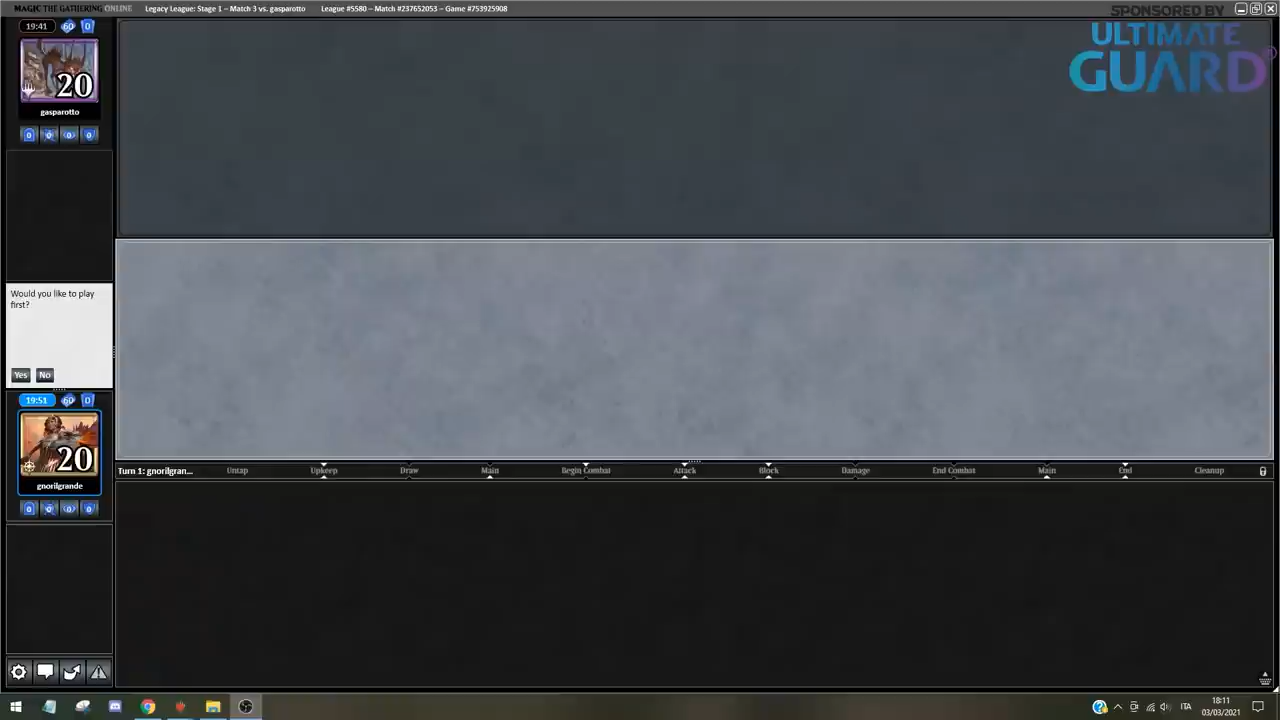 MAGIC THE GATHERING ONLINE Legacy League: Stage 1 – Match 3 vs. gasparotto League #5580 – Match #237652053 – Game #753925908
SPONSORED BY
ULTIMATE
GUARD
19:41 60 0
20
gasparotto
0 0 0 0
Would you like to play
first?
Yes No
19:51 60 0
20
gnorilgrande
0 0 0 0
Turn 1: gnorilgran... Untap Upkeep Draw Main Begin Combat Attack Block Damage End Combat Main End Cleanup
ITA
18:11
03/03/2021